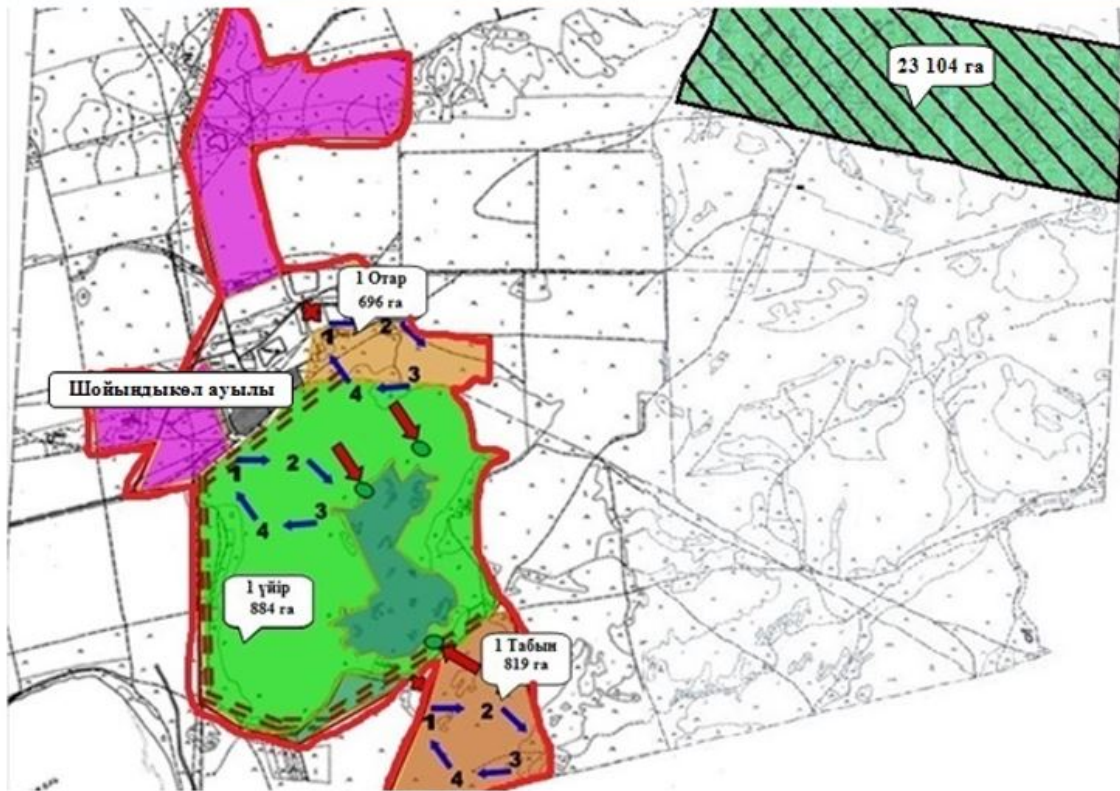 23 104 га
1 Отар
696 га
1 2
4 3
Шойындыкөл ауылы
1 2
4 3
1 үйір
884 га
1 Табын
819 га
1 2
4 3